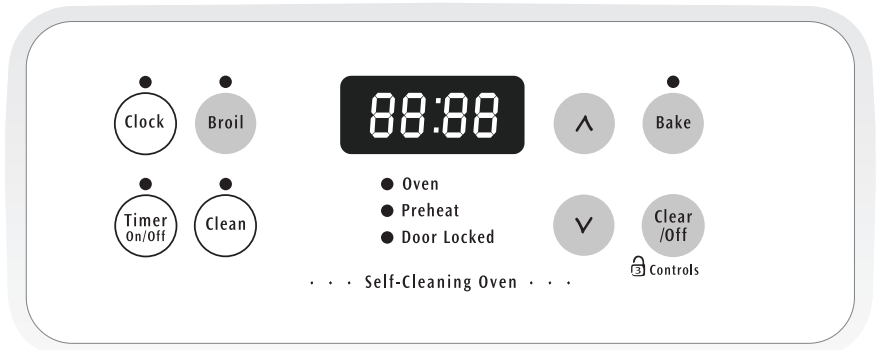 Clock
Broil
88:88
∧
Bake
Timer
On/Off
Clean
Oven
Preheat
Door Locked
∨
Clear
/Off
3 Controls
· · · Self-Cleaning Oven · · ·